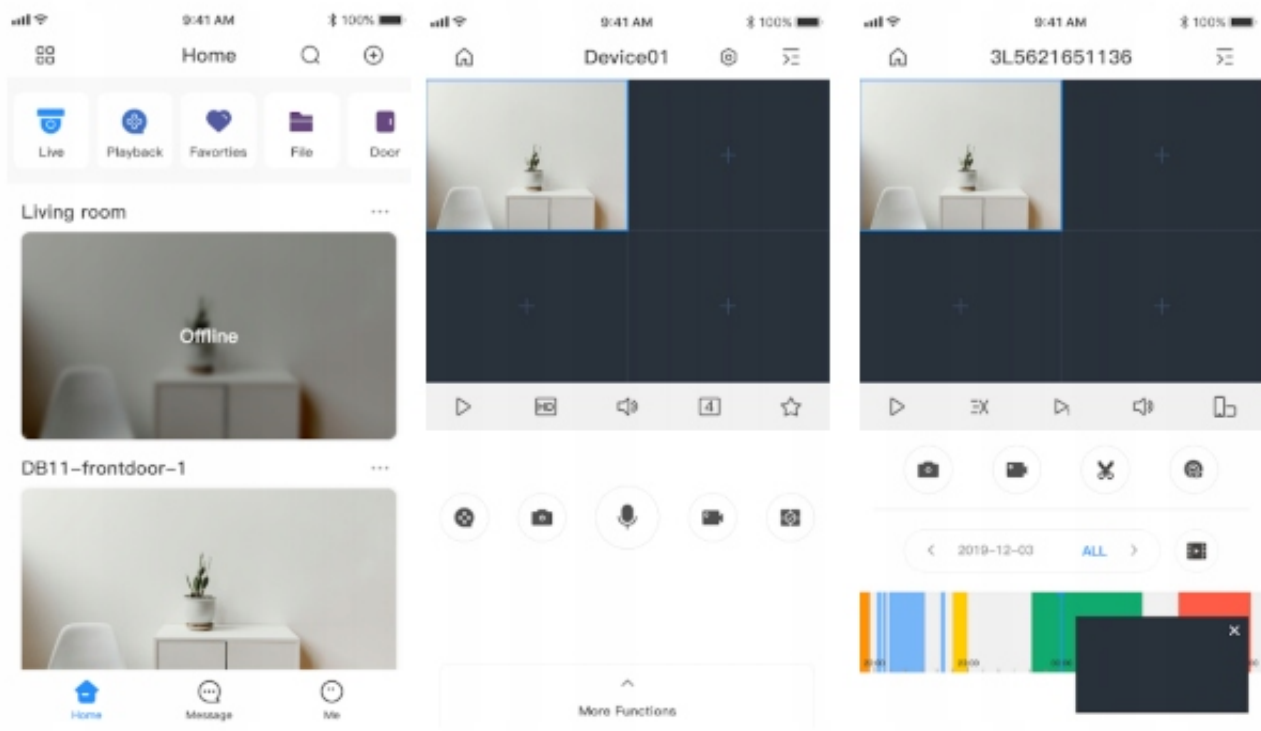 9:41 AM
100%
Home
Live
Playback
Favorties
File
Door
Living room
Offline
DB11-frontdoor-1
Home
Message
Me
9:41 AM
100%
Device01
HD
4
More Functions
9:41 AM
100%
3L5621651136
2019-12-03
ALL